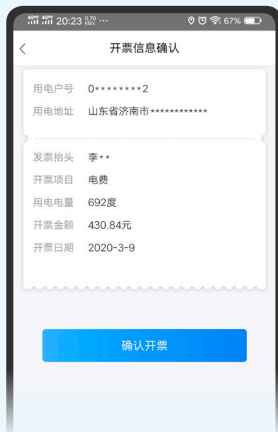 20:23 0.70 KB/s ··· 67%
开票信息确认
用电户号 0********2
用电地址 山东省济南市************
发票抬头 李**
开票项目 电费
用电电量 692度
开票金额 430.84元
开票日期 2020-3-9
确认开票